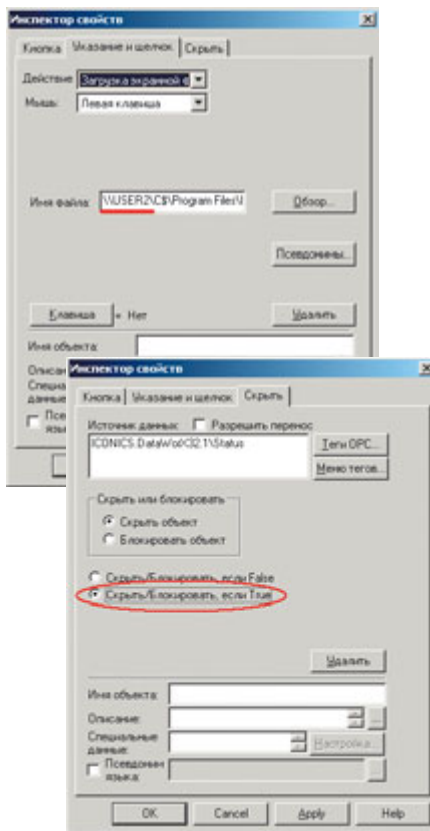 Инспектор свойств
Кнопка Указание и щелчок Скрыть
Действие Загрузка экранной ф
Мышь: Левая клавиша
Имя файла: \\USER2\C$\Program Files\I
Обзор...
Псевдонимы...
Клавиша = Нет Удалить
Имя объекта:
Инспектор свойств
Кнопка Указание и щелчок Скрыть
Источник данных: Разрешить перенос
ICONICS.DataWorX32.1\Status
Теги OPC...
Меню тегов...
Скрыть или блокировать
Скрыть объект
Блокировать объект
Скрыть/Блокировать, если False
Скрыть/Блокировать, если True
Удалить
Имя объекта:
Описание: ...
Специальные данные: Настройка...
Псевдоним языка: ...
OK Cancel Apply Help